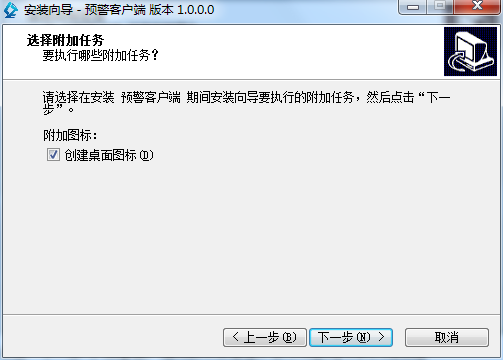 安装向导 - 预警客户端 版本 1.0.0.0
选择附加任务
要执行哪些附加任务？
请选择在安装 预警客户端 期间安装向导要执行的附加任务，然后点击“下一
步”。
附加图标：
创建桌面图标(D)
< 上一步(B) 下一步(N) > 取消